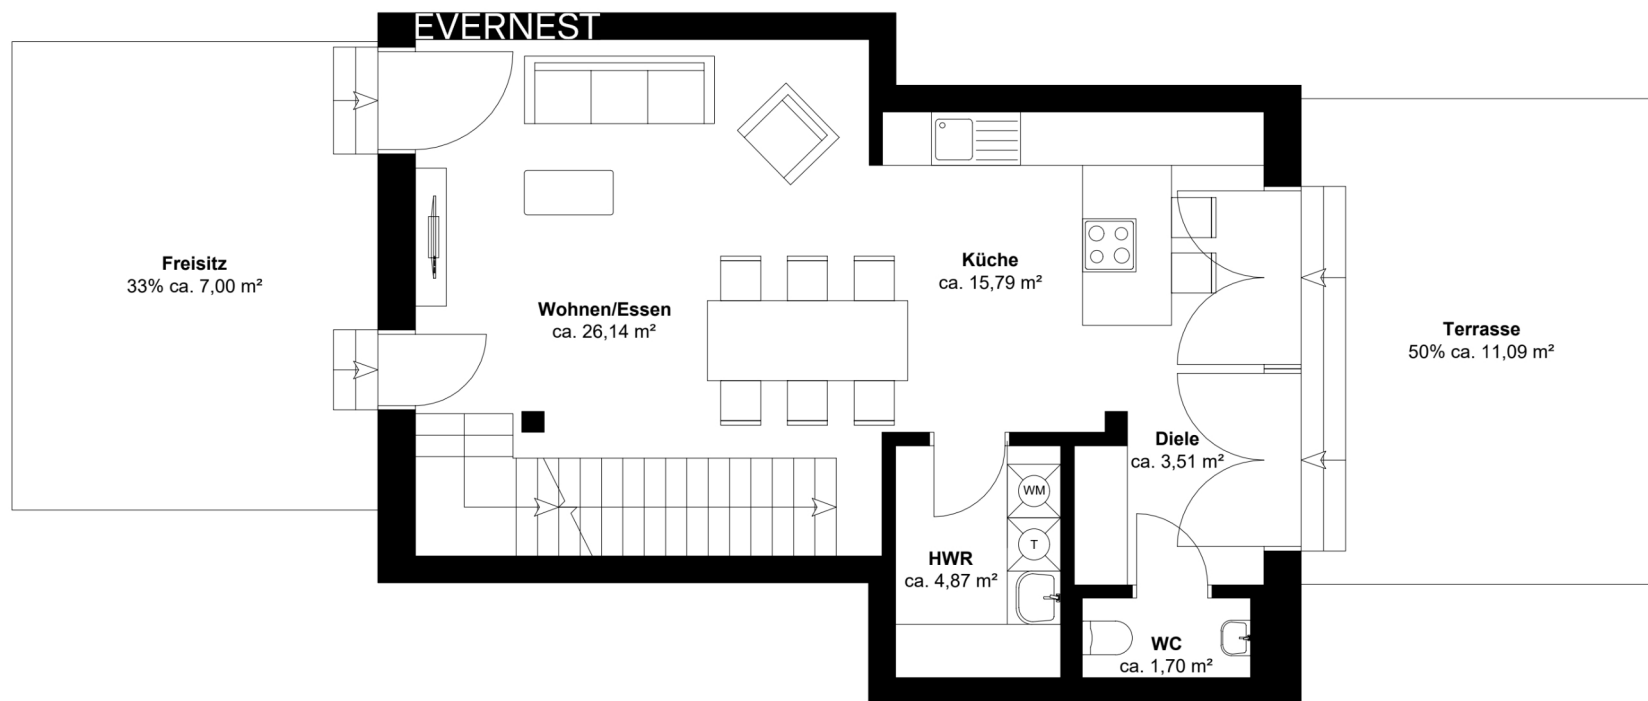 EVERNEST
Freisitz
33% ca. 7,00 m²
Wohnen/Essen
ca. 26,14 m²
Küche
ca. 15,79 m²
Terrasse
50% ca. 11,09 m²
Diele
ca. 3,51 m²
WM
T
HWR
ca. 4,87 m²
WC
ca. 1,70 m²